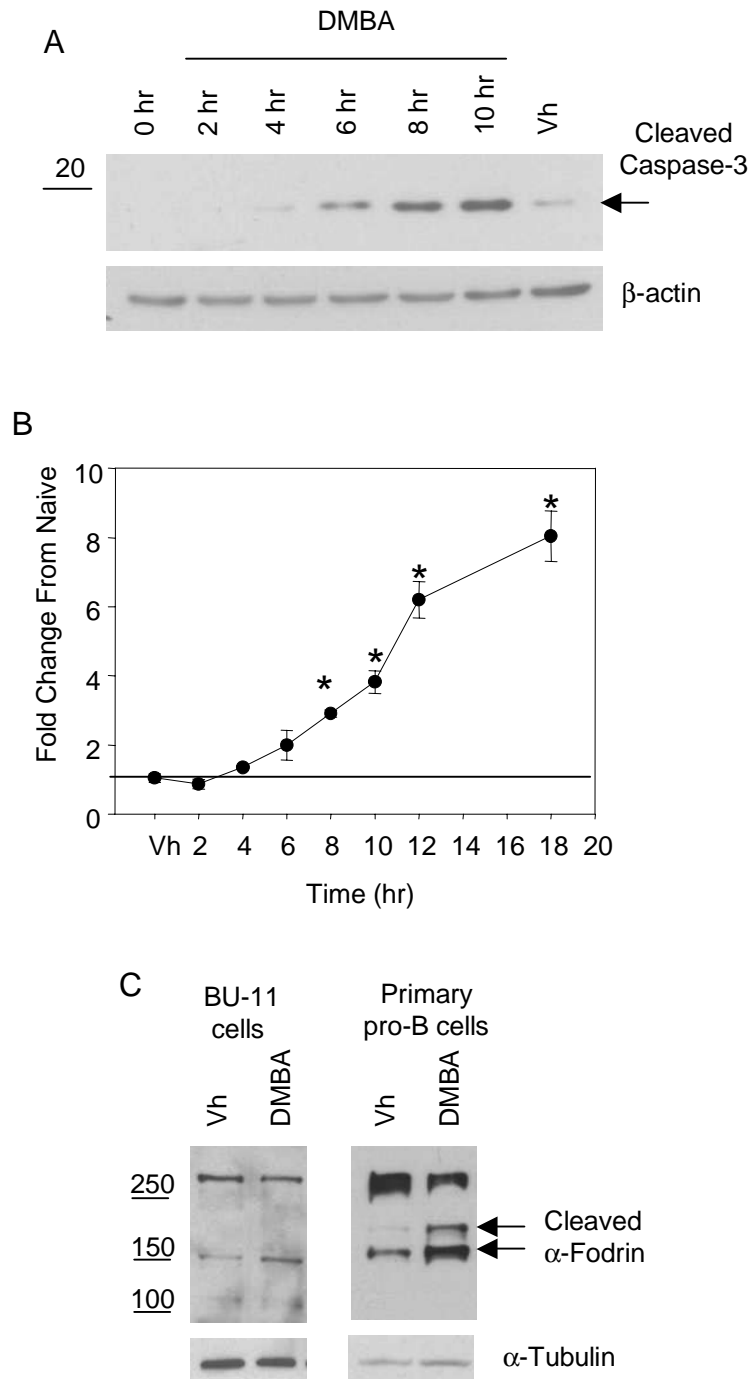 A
DMBA
0 hr 2 hr 4 hr 6 hr 8 hr 10 hr Vh
20
Cleaved
Caspase-3
β-actin
B
Fold Change From Naive
10
8
6
4
2
0
* * * *
Vh 2 4 6 8 10 12 14 16 18 20
Time (hr)
C
BU-11
cells
Primary
pro-B cells
Vh DMBA Vh DMBA
250
150
100
Cleaved
α-Fodrin
α-Tubulin